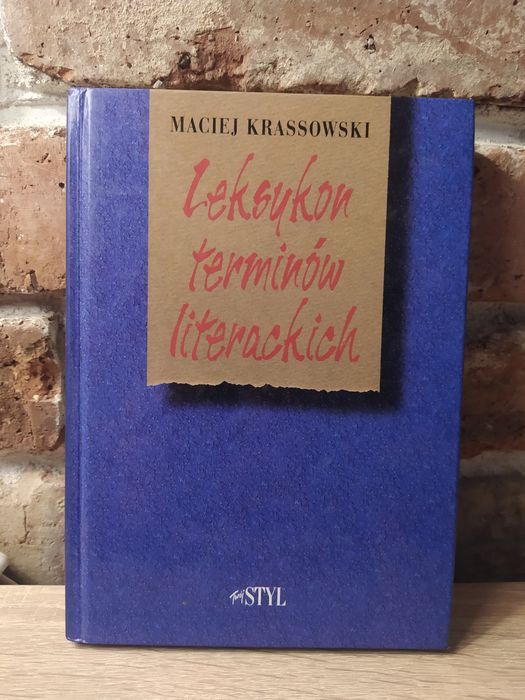 MACIEJ KRASSOWSKI
Leksykon
terminów
literackich
Twój STYL